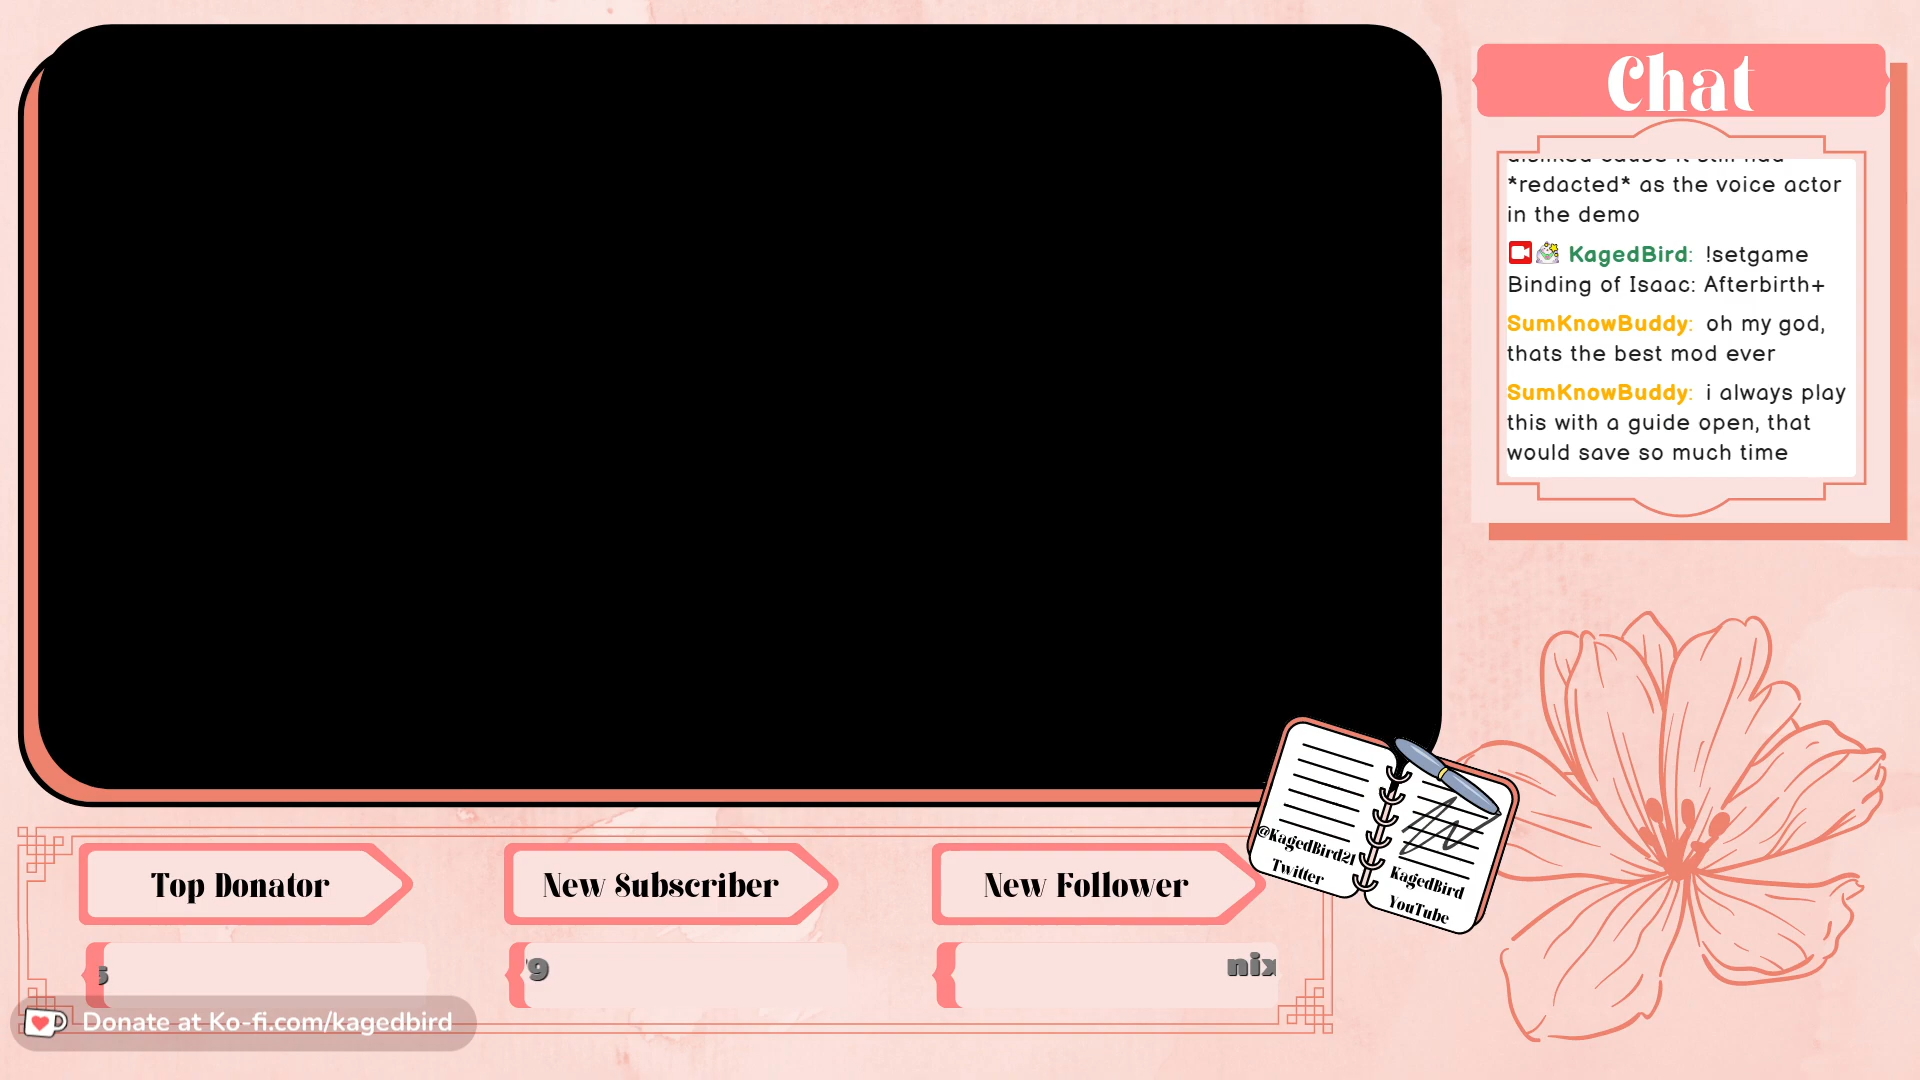 Chat
*redacted* as the voice actor
in the demo
KagedBird: !setgame
Binding of Isaac: Afterbirth+
SumKnowBuddy: oh my god,
thats the best mod ever
SumKnowBuddy: i always play
this with a guide open, that
would save so much time
@KagedBird21
Twitter
KagedBird
YouTube
Top Donator
New Subscriber
New Follower
9
nix
Donate at Ko-fi.com/kagedbird